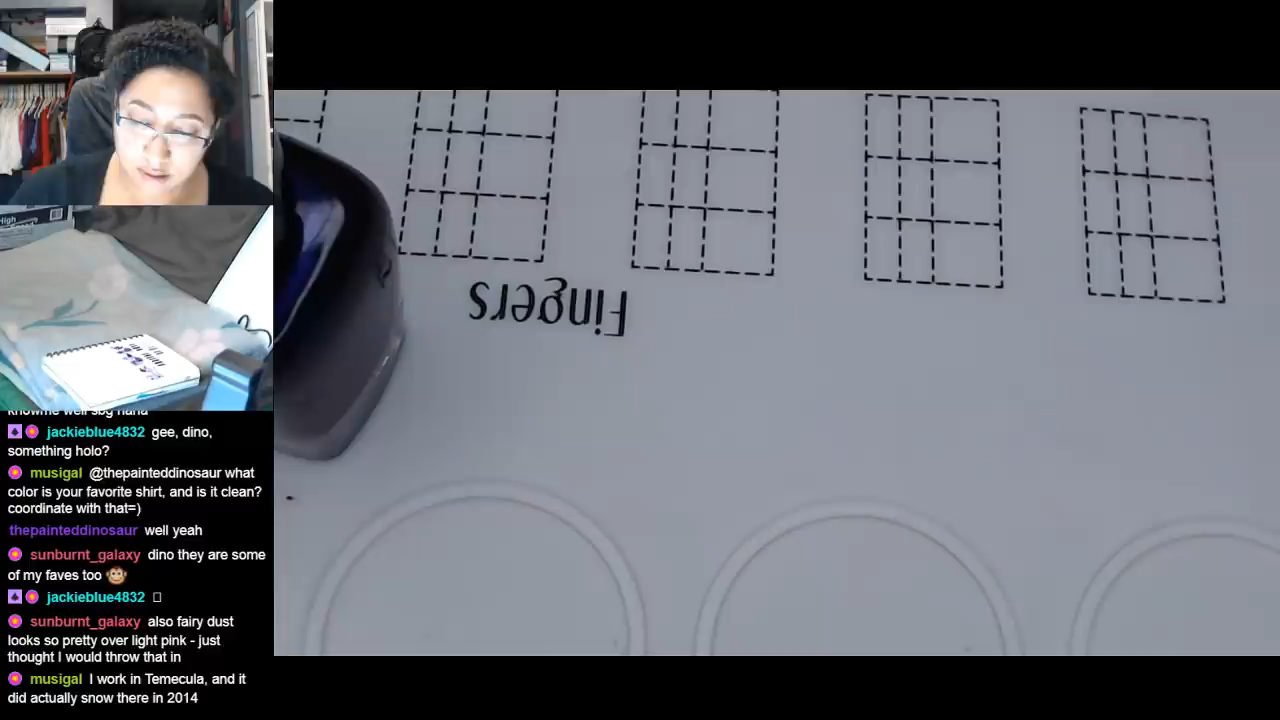 High
Fingers
knowme well sbg haha
jackieblue4832 gee, dino,
something holo?
musigal @thepainteddinosaur what
color is your favorite shirt, and is it clean?
coordinate with that=)
thepainteddinosaur well yeah
sunburnt_galaxy dino they are some
of my faves too
jackieblue4832
sunburnt_galaxy also fairy dust
looks so pretty over light pink - just
thought I would throw that in
musigal I work in Temecula, and it
did actually snow there in 2014